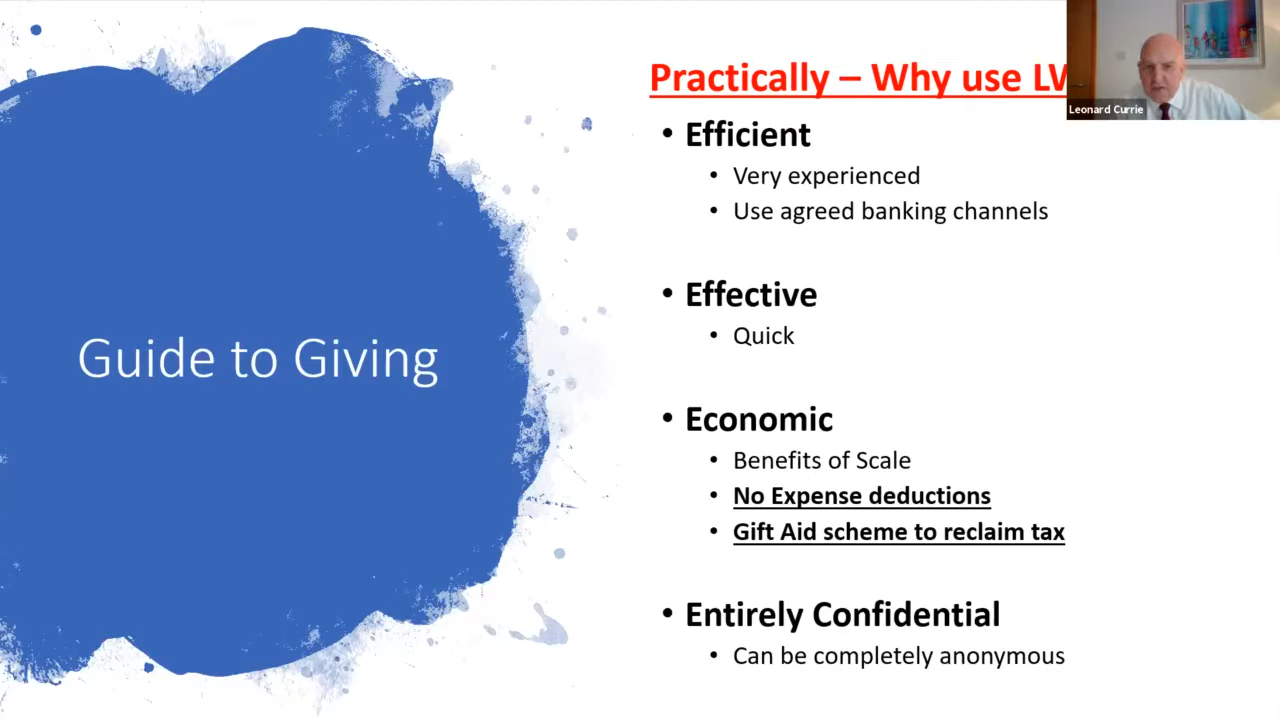 Guide to Giving
Practically – Why use
Leonard Currie
• Efficient
• Very experienced
• Use agreed banking channels
• Effective
• Quick
• Economic
• Benefits of Scale
• No Expense deductions
• Gift Aid scheme to reclaim tax
• Entirely Confidential
• Can be completely anonymous